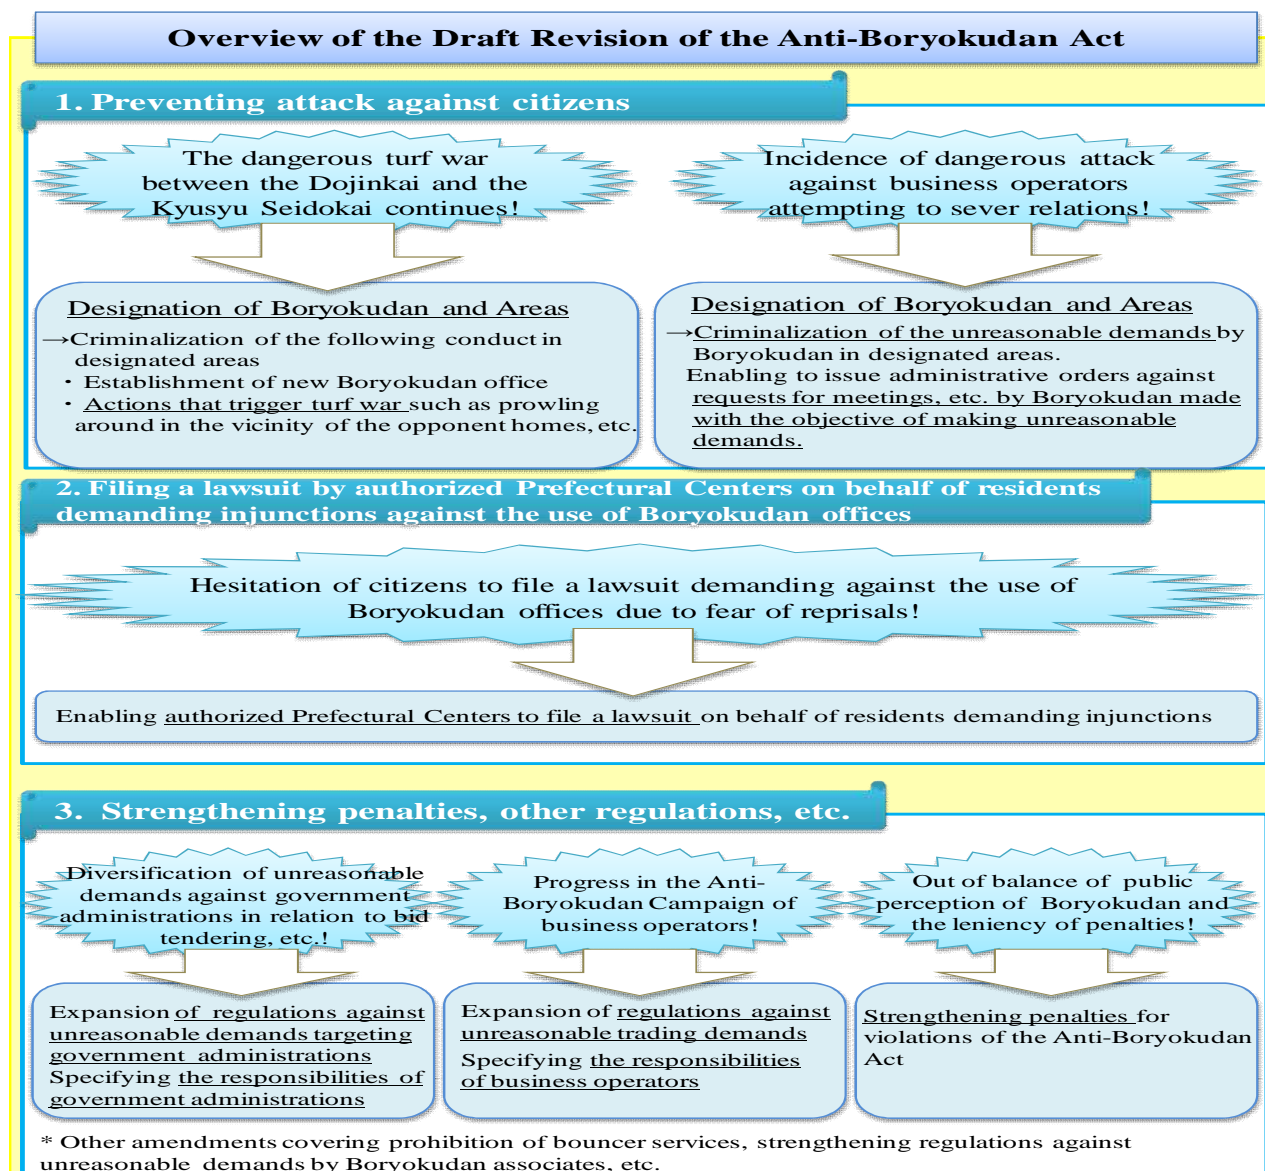 Overview of the Draft Revision of the Anti-Boryokudan Act
1. Preventing attack against citizens
The dangerous turf war
between the Dojinkai and the
Kyusyu Seidokai continues!
Designation of Boryokudan and Areas
→Criminalization of the following conduct in
designated areas
・Establishment of new Boryokudan office
・Actions that trigger turf war such as prowling
around in the vicinity of the opponent homes, etc.
Incidence of dangerous attack
against business operators
attempting to sever relations!
Designation of Boryokudan and Areas
→Criminalization of the unreasonable demands by
Boryokudan in designated areas.
Enabling to issue administrative orders against
requests for meetings, etc. by Boryokudan made
with the objective of making unreasonable
demands.
2. Filing a lawsuit by authorized Prefectural Centers on behalf of residents
demanding injunctions against the use of Boryokudan offices
Hesitation of citizens to file a lawsuit demanding against the use of
Boryokudan offices due to fear of reprisals!
Enabling authorized Prefectural Centers to file a lawsuit on behalf of residents demanding injunctions
3. Strengthening penalties, other regulations, etc.
Diversification of unreasonable
demands against government
administrations in relation to bid
tendering, etc.!
Expansion of regulations against
unreasonable demands targeting
government administrations
Specifying the responsibilities of
government administrations
Progress in the Anti-
Boryokudan Campaign of
business operators!
Expansion of regulations against
unreasonable trading demands
Specifying the responsibilities
of business operators
Out of balance of public
perception of Boryokudan and
the leniency of penalties!
Strengthening penalties for
violations of the Anti-Boryokudan
Act
* Other amendments covering prohibition of bouncer services, strengthening regulations against
unreasonable demands by Boryokudan associates, etc.